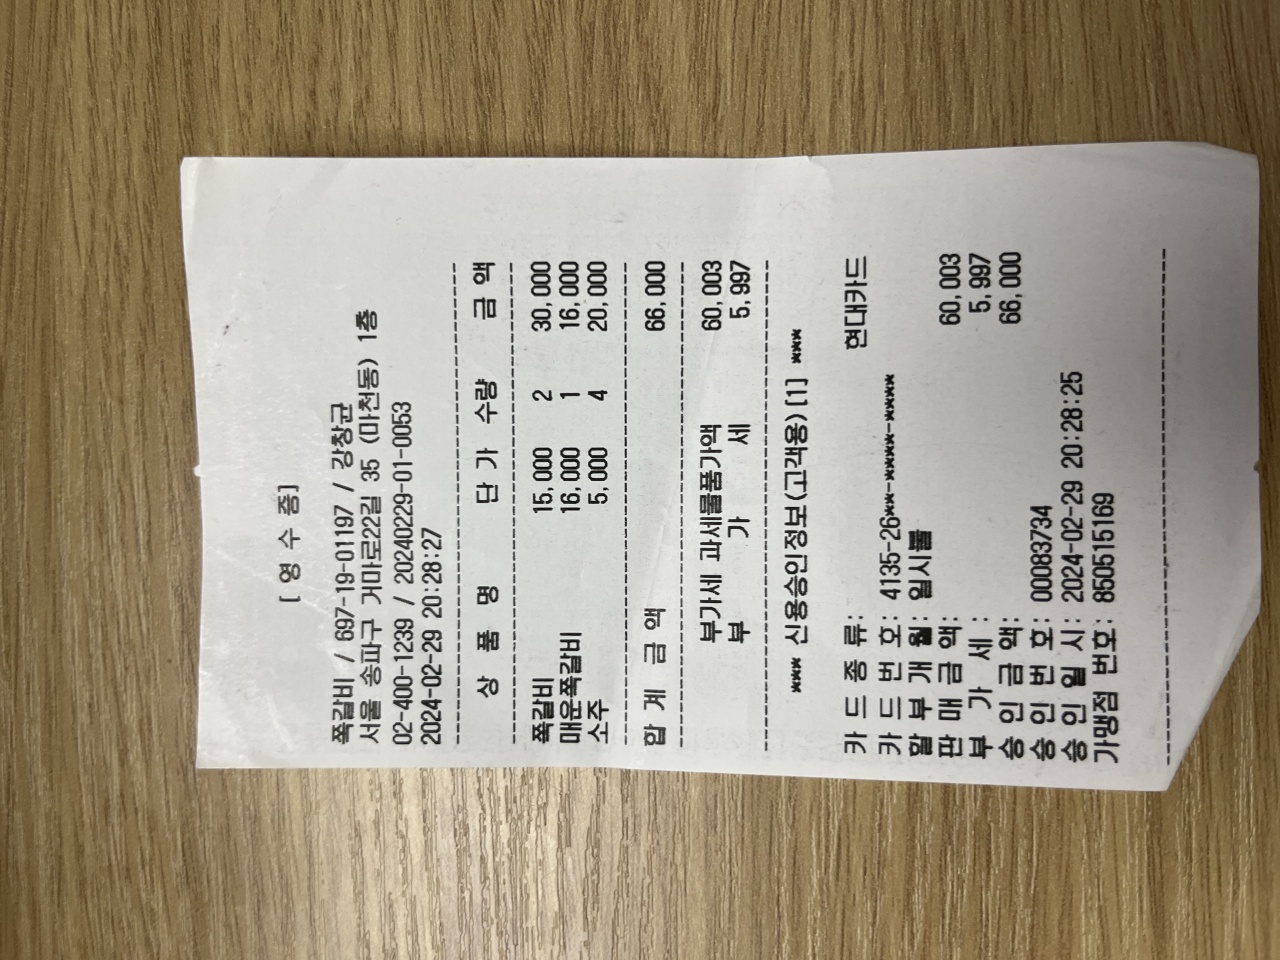 [ 영 수 증]
쪽갈비 / 697-19-01197 / 강창균
서울 송파구 거마로22길 35 (마천동) 1층
02-400-1239 / 20240229-01-0053
2024-02-29 20:28:27
상 품 명 단 가 수량 금 액
쪽갈비 15,000 2 30,000
매운쪽갈비 16,000 1 16,000
소주 5,000 4 20,000
합 계 금 액 66,000
부가세 과세물품가액 60,003
부 가 세 5,997
*** 신용승인정보(고객용)[1] ***
카 드 종 류: 현대카드
카 드 번 호: 4135-26**-****-****
할 부 개 월: 일시불
판 매 금 액: 60,003
부 가 세 : 5,997
승 인 금 액: 66,000
승 인 번 호: 00083734
승 인 일 시: 2024-02-29 20:28:25
가맹점 번호: 850515169